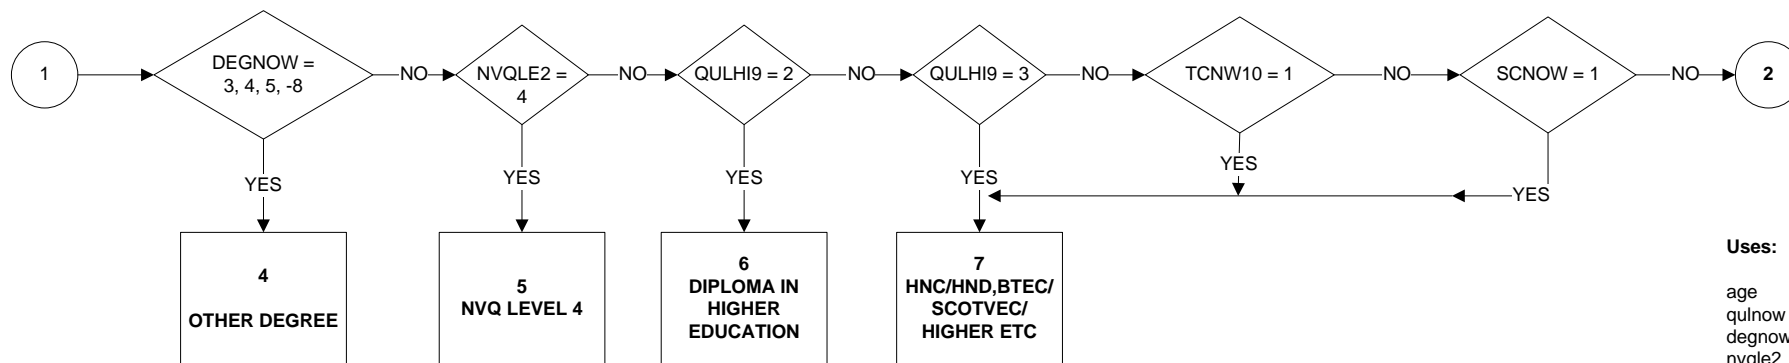 1
DEGNOW =
3, 4, 5, -8
NO
NVQLE2 =
4
NO
QULHI9 = 2
NO
QULHI9 = 3
NO
TCNW10 = 1
NO
SCNOW = 1
NO
2
YES
YES
YES
YES
YES
YES
4
OTHER DEGREE
5
NVQ LEVEL 4
6
DIPLOMA IN
HIGHER
EDUCATION
7
HNC/HND,BTEC/
SCOTVEC/
HIGHER ETC
Uses:
age
qulnow
degnow
nvqle2